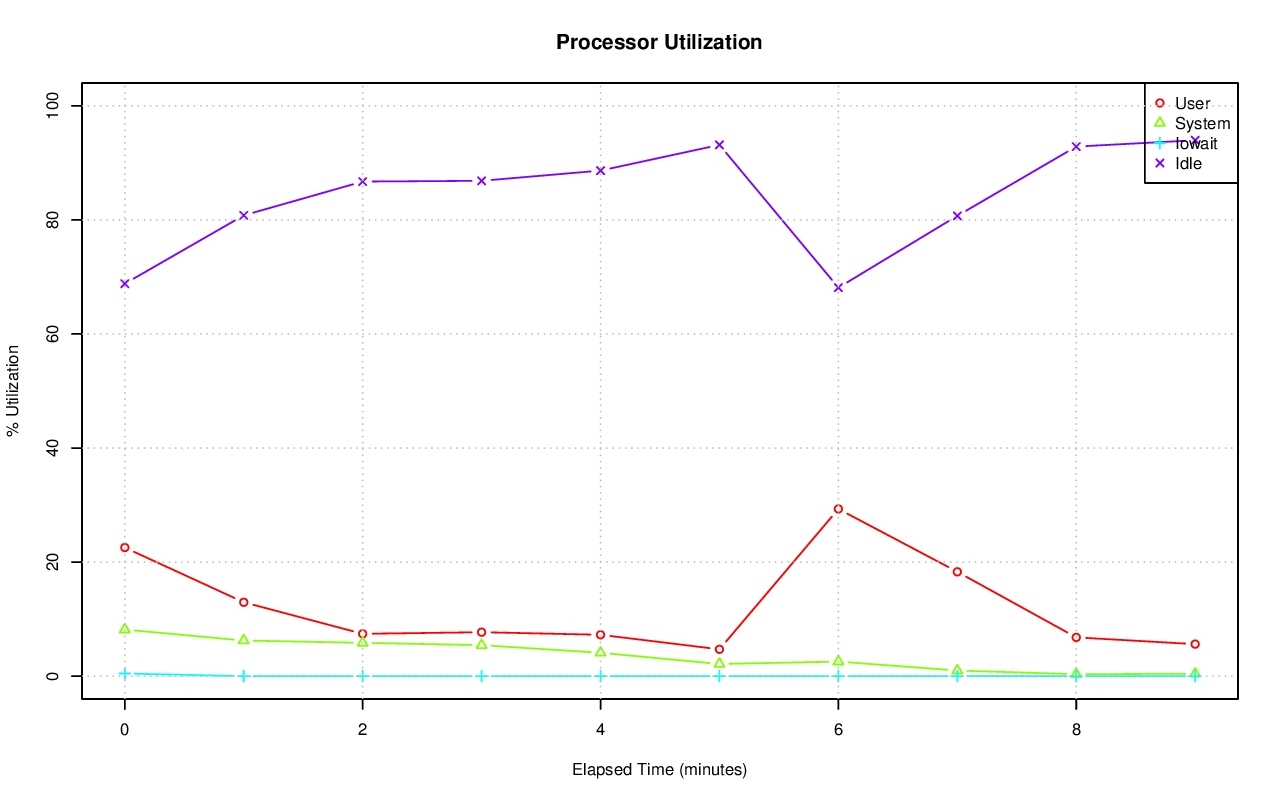 Processor Utilization
% Utilization
100
80
60
40
20
0
User
System
Iowait
Idle
0 2 4 6 8
Elapsed Time (minutes)